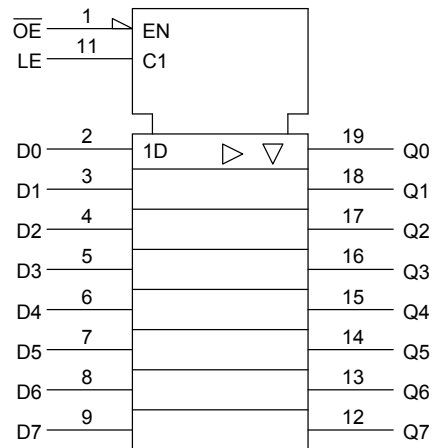 OE 1 EN
LE 11 C1
D0 2 1D 19 Q0
D1 3 18 Q1
D2 4 17 Q2
D3 5 16 Q3
D4 6 15 Q4
D5 7 14 Q5
D6 8 13 Q6
D7 9 12 Q7